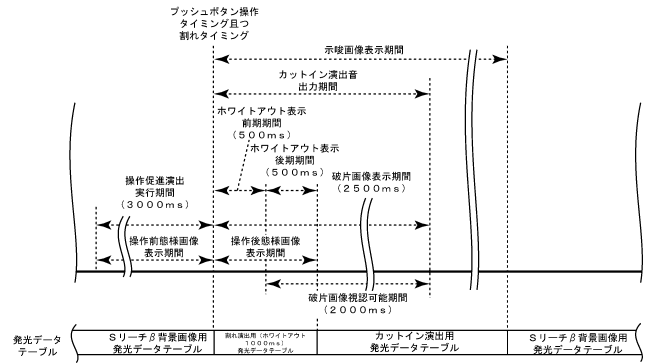 プッシュボタン操作
タイミング且つ
割れタイミング
示唆画像表示期間
カットイン演出音
出力期間
ホワイトアウト表示
前期期間
(500ms)
ホワイトアウト表示
後期期間
(500ms)
操作促進演出
実行期間
(3000ms)
破片画像表示期間
(2500ms)
操作前態様画像
表示期間
操作後態様画像
表示期間
破片画像視認可能期間
(2000ms)
発光データ
テーブル
Sリーチβ背景画像用
発光データテーブル
割れ演出用(ホワイトアウト
1000ms)
発光データテーブル
カットイン演出用
発光データテーブル
Sリーチβ背景画像用
発光データテーブル